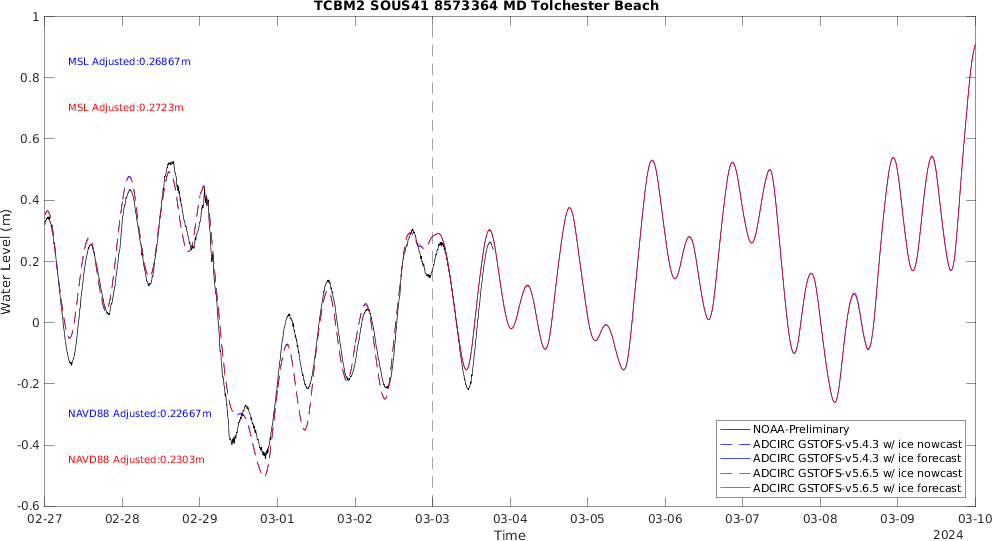 TCBM2 SOUS41 8573364 MD Tolchester Beach
1
0.8
0.6
0.4
0.2
0
-0.2
-0.4
-0.6
Water Level (m)
MSL Adjusted:0.26867m
MSL Adjusted:0.2723m
NAVD88 Adjusted:0.22667m
NAVD88 Adjusted:0.2303m
NOAA-Preliminary
ADCIRC GSTOFS-v5.4.3 w/ ice nowcast
ADCIRC GSTOFS-v5.4.3 w/ ice forecast
ADCIRC GSTOFS-v5.6.5 w/ ice nowcast
ADCIRC GSTOFS-v5.6.5 w/ ice forecast
02-27 02-28 02-29 03-01 03-02 03-03 03-04 03-05 03-06 03-07 03-08 03-09 03-10
Time
2024